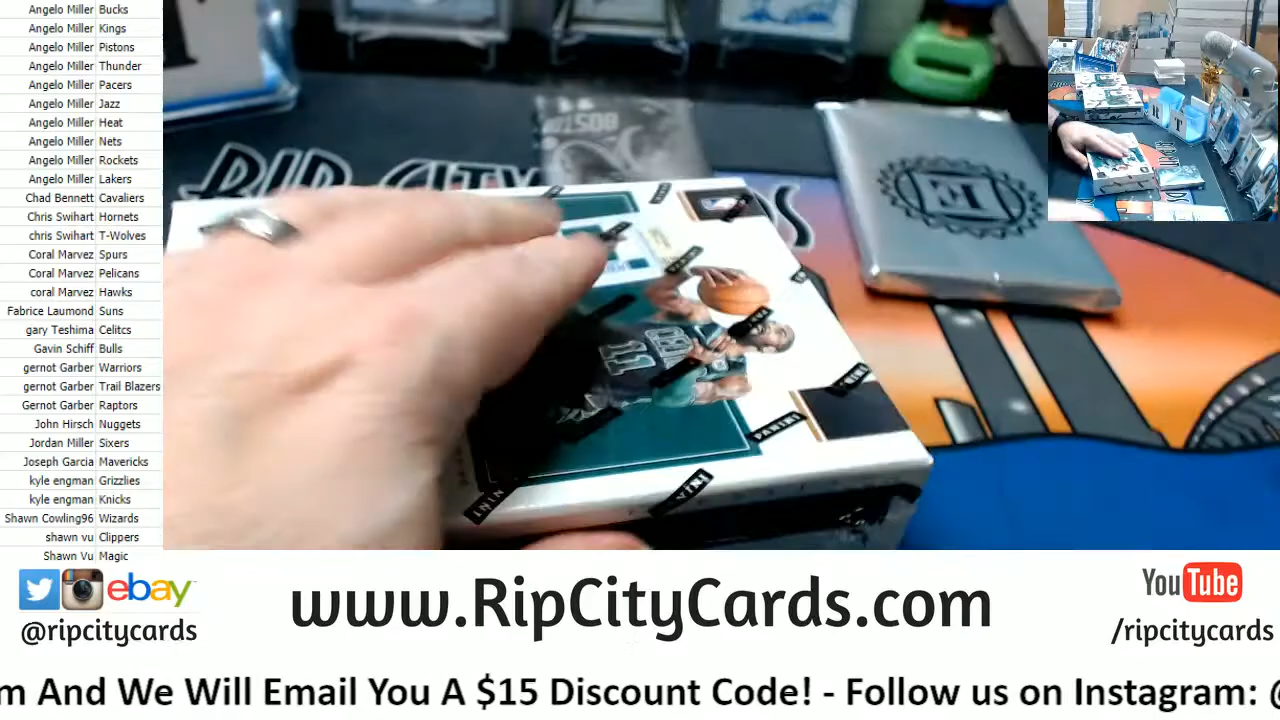 Angelo Miller Bucks
Angelo Miller Kings
Angelo Miller Pistons
Angelo Miller Thunder
Angelo Miller Pacers
Angelo Miller Jazz
Angelo Miller Heat
Angelo Miller Nets
Angelo Miller Rockets
Angelo Miller Lakers
Chad Bennett Cavaliers
Chris Swihart Hornets
chris Swihart T-Wolves
Coral Marvez Spurs
Coral Marvez Pelicans
coral Marvez Hawks
Fabrice Laumond Suns
gary Teshima Celitcs
Gavin Schiff Bulls
gernot Garber Warriors
gernot Garber Trail Blazers
Gernot Garber Raptors
John Hirsch Nuggets
Jordan Miller Sixers
Joseph Garcia Mavericks
kyle engman Grizzlies
kyle engman Knicks
Shawn Cowling96 Wizards
shawn vu Clippers
Shawn Vu Magic
RIP CITY
PANINI
ebay
@ripcitycards
www.RipCityCards.com
YouTube
/ripcitycards
m And We Will Email You A $15 Discount Code! - Follow us on Instagram: @